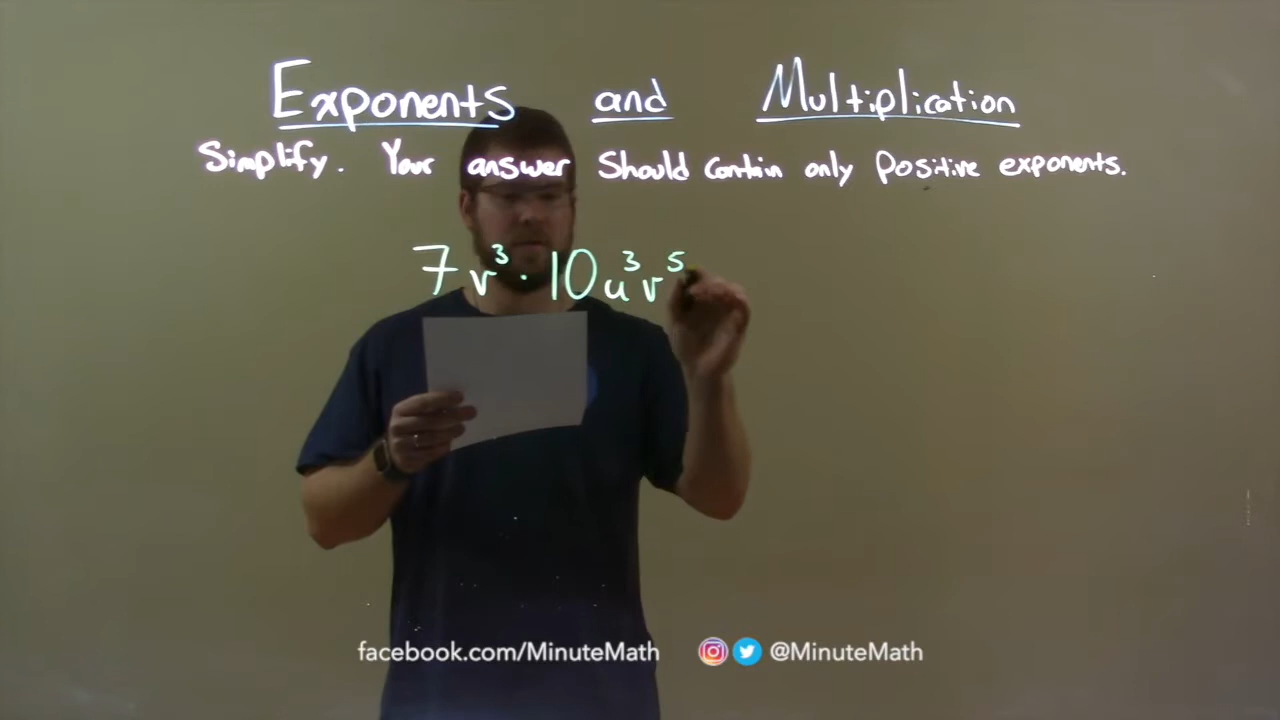 Exponents and Multiplication
Simplify. Your answer should contain only positive exponents.
7v³·10u³v⁵
facebook.com/MinuteMath @MinuteMath